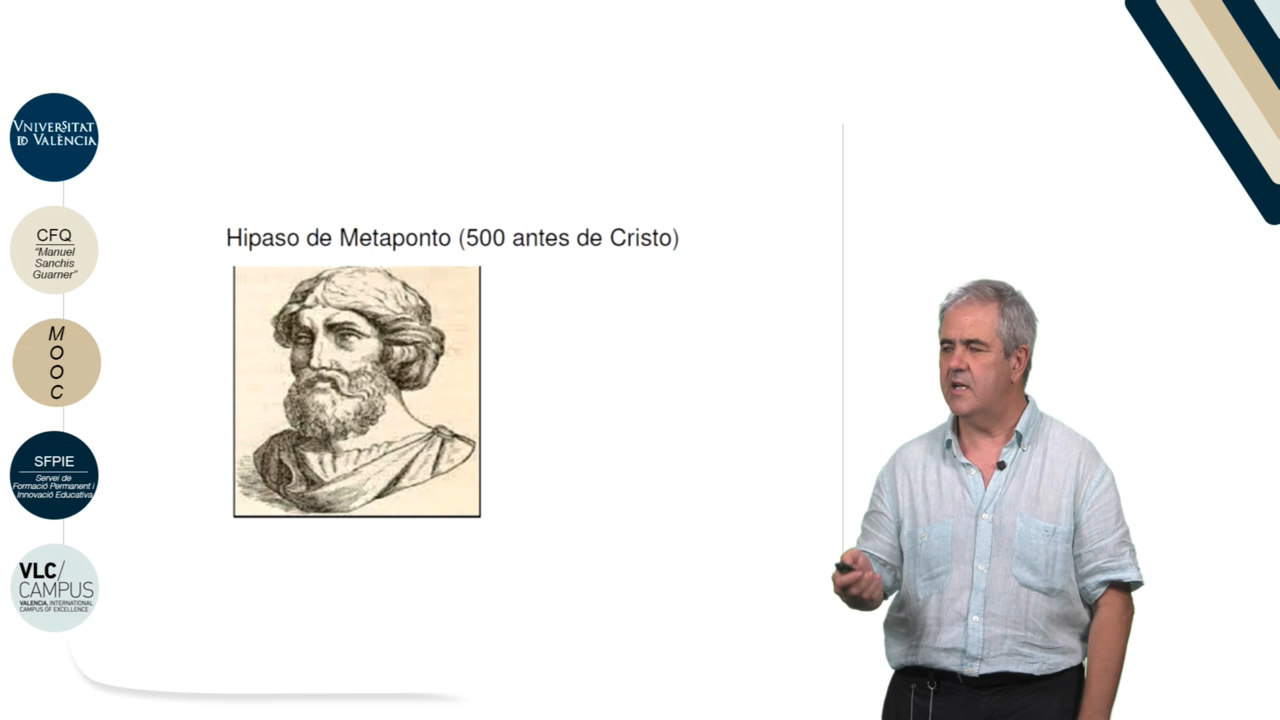 VNIVERSITAT
ID VALÈNCIA
CFQ
"Manuel
Sanchis
Guarner"
M
O
O
C
SFPIE
Servei de
Formació Permanent i
Innovació Educativa
VLC/
CAMPUS
VALENCIA, INTERNATIONAL
CAMPUS OF EXCELLENCE
Hipaso de Metaponto (500 antes de Cristo)